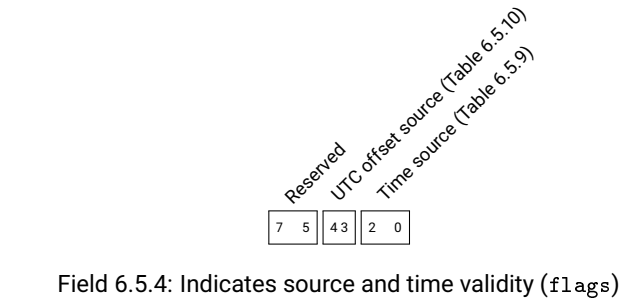 Reserved
UTC offset source (Table 6.5.10)
Time source (Table 6.5.9)
7 5 4 3 2 0
Field 6.5.4: Indicates source and time validity (flags)